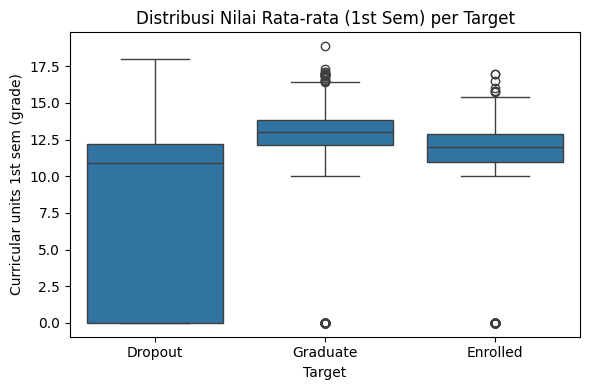 Distribusi Nilai Rata-rata (1st Sem) per Target
Curricular units 1st sem (grade)
17.5
15.0
12.5
10.0
7.5
5.0
2.5
0.0
Dropout
Graduate
Enrolled
Target